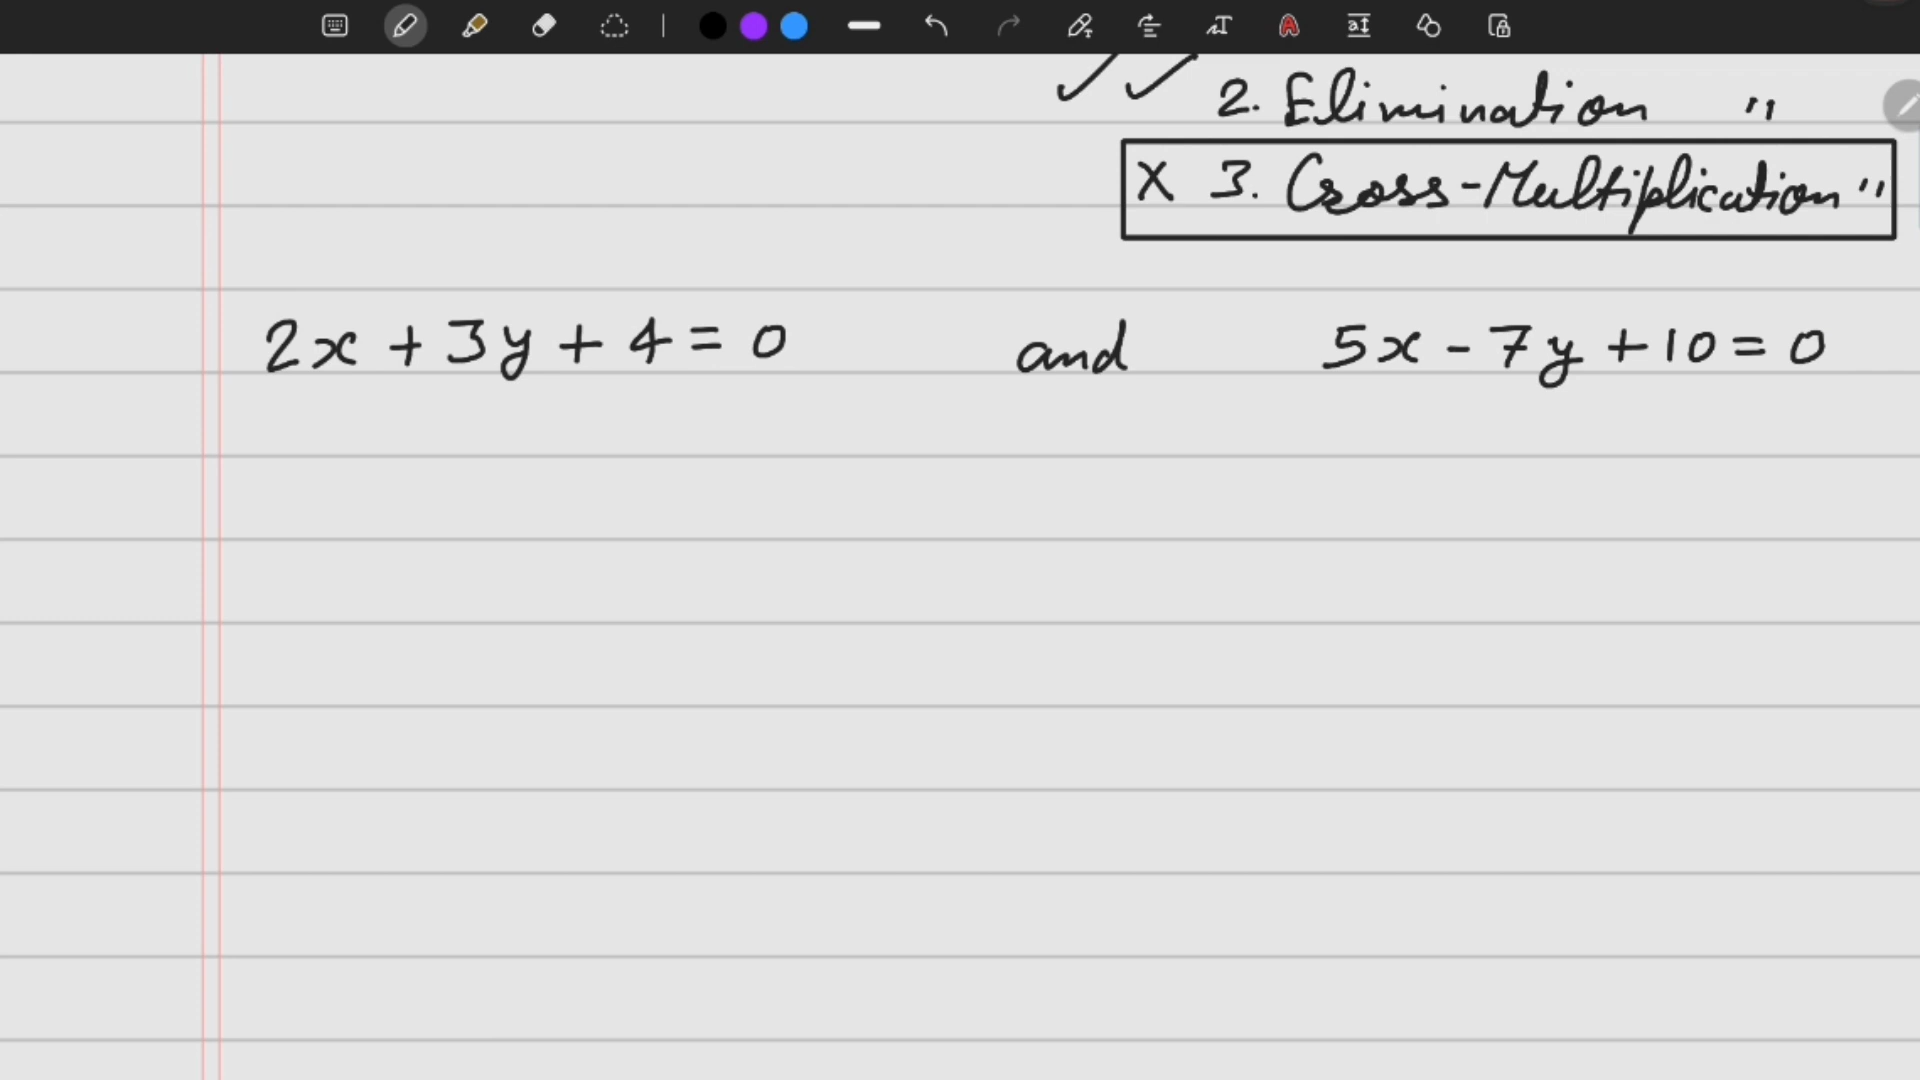 2. Elimination "
X 3. Cross-Multiplication "
2x + 3y + 4 = 0 and 5x - 7y + 10 = 0